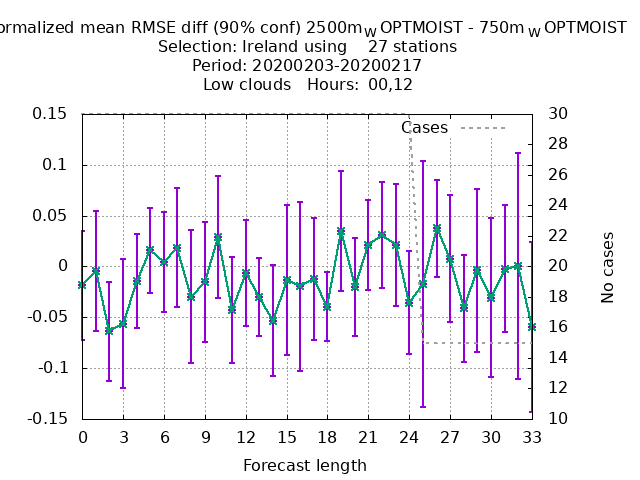 ormalized mean RMSE diff (90% conf) 2500m W OPTMOIST - 750m W OPTMOIST
Selection: Ireland using 27 stations
Period: 20200203-20200217
Low clouds Hours: 00,12
0.15 30
Cases
28
0.1 26
24
0.05 22
0 20
18
-0.05 16
14
-0.1 12
-0.15 10
No cases
0 3 6 9 12 15 18 21 24 27 30 33
Forecast length